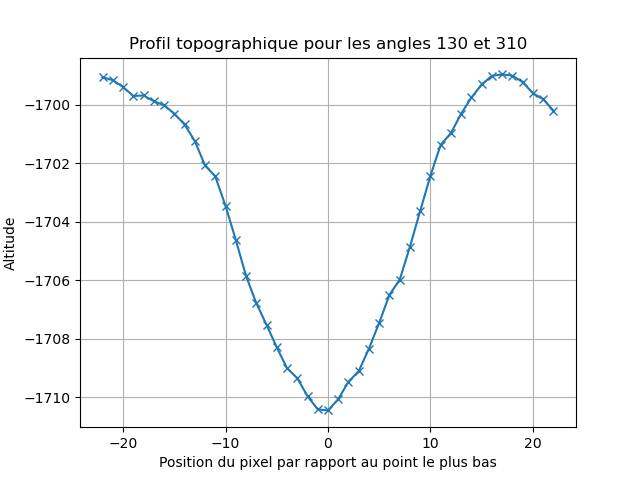 Profil topographique pour les angles 130 et 310
Altitude
−1700
−1702
−1704
−1706
−1708
−1710
−20 −10 0 10 20
Position du pixel par rapport au point le plus bas